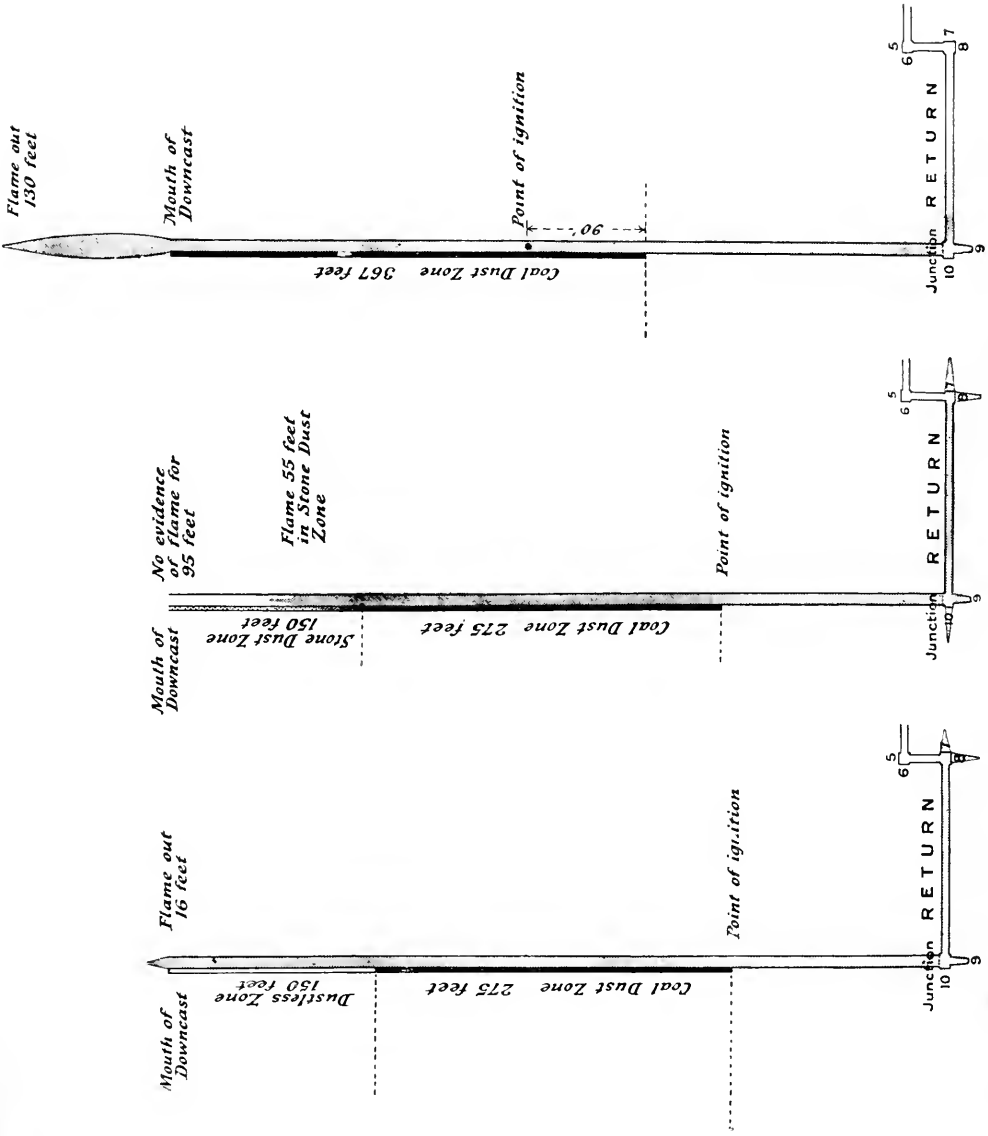 Mouth of
Downcast
Flame out
16 feet
Dustless Zone
150 feet
Coal Dust Zone 275 feet
Point of ignition
Junction
RETURN
5
6
8
9
10
Mouth of
Downcast
No evidence
of flame for
95 feet
Stone Dust Zone
150 feet
Flame 55 feet
in Stone Dust
Zone
Coal Dust Zone 275 feet
Point of ignition
Junction
RETURN
5
6
7
8
9
10
Flame out
130 feet
Mouth of
Downcast
Coal Dust Zone 367 feet
Point of ignition
90'
Junction
RETURN
5
6
7
8
9
10